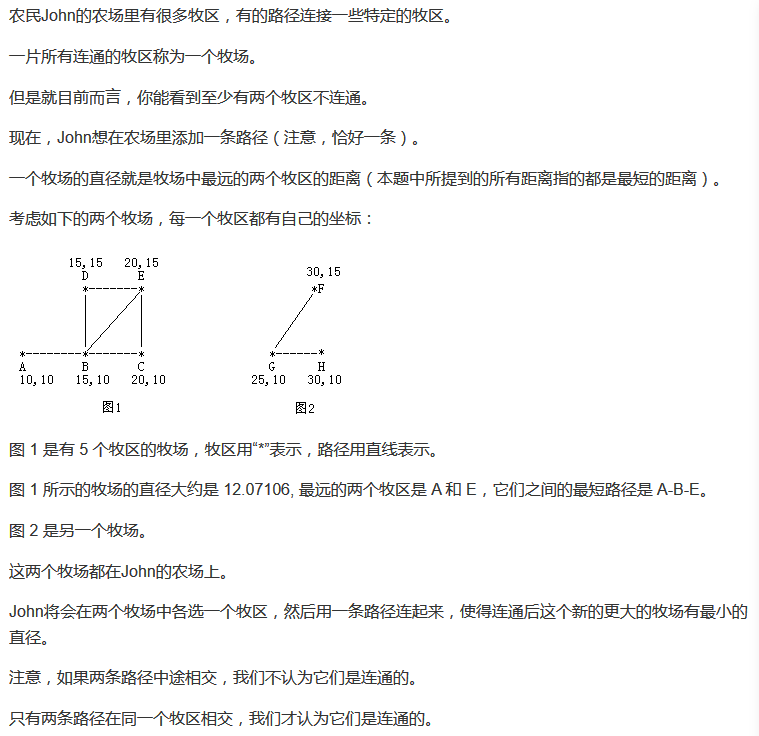 农民John的农场里有很多牧区，有的路径连接一些特定的牧区。
一片所有连通的牧区称为一个牧场。
但是就目前而言，你能看到至少有两个牧区不连通。
现在，John想在农场里添加一条路径（注意，恰好一条）。
一个牧场的直径就是牧场中最远的两个牧区的距离（本题中所提到的所有距离指的都是最短的距离）。
考虑如下的两个牧场，每一个牧区都有自己的坐标：
15,15 20,15
D E
30,15
F
A B C
10,10 15,10 20,10
G H
25,10 30,10
图1
图2
图 1 是有 5 个牧区的牧场，牧区用“*”表示，路径用直线表示。
图 1 所示的牧场的直径大约是 12.07106, 最远的两个牧区是 A 和 E，它们之间的最短路径是 A-B-E。
图 2 是另一个牧场。
这两个牧场都在John的农场上。
John将会在两个牧场中各选一个牧区，然后用一条路径连起来，使得连通后这个新的更大的牧场有最小的
直径。
注意，如果两条路径中途相交，我们不认为它们是连通的。
只有两条路径在同一个牧区相交，我们才认为它们是连通的。